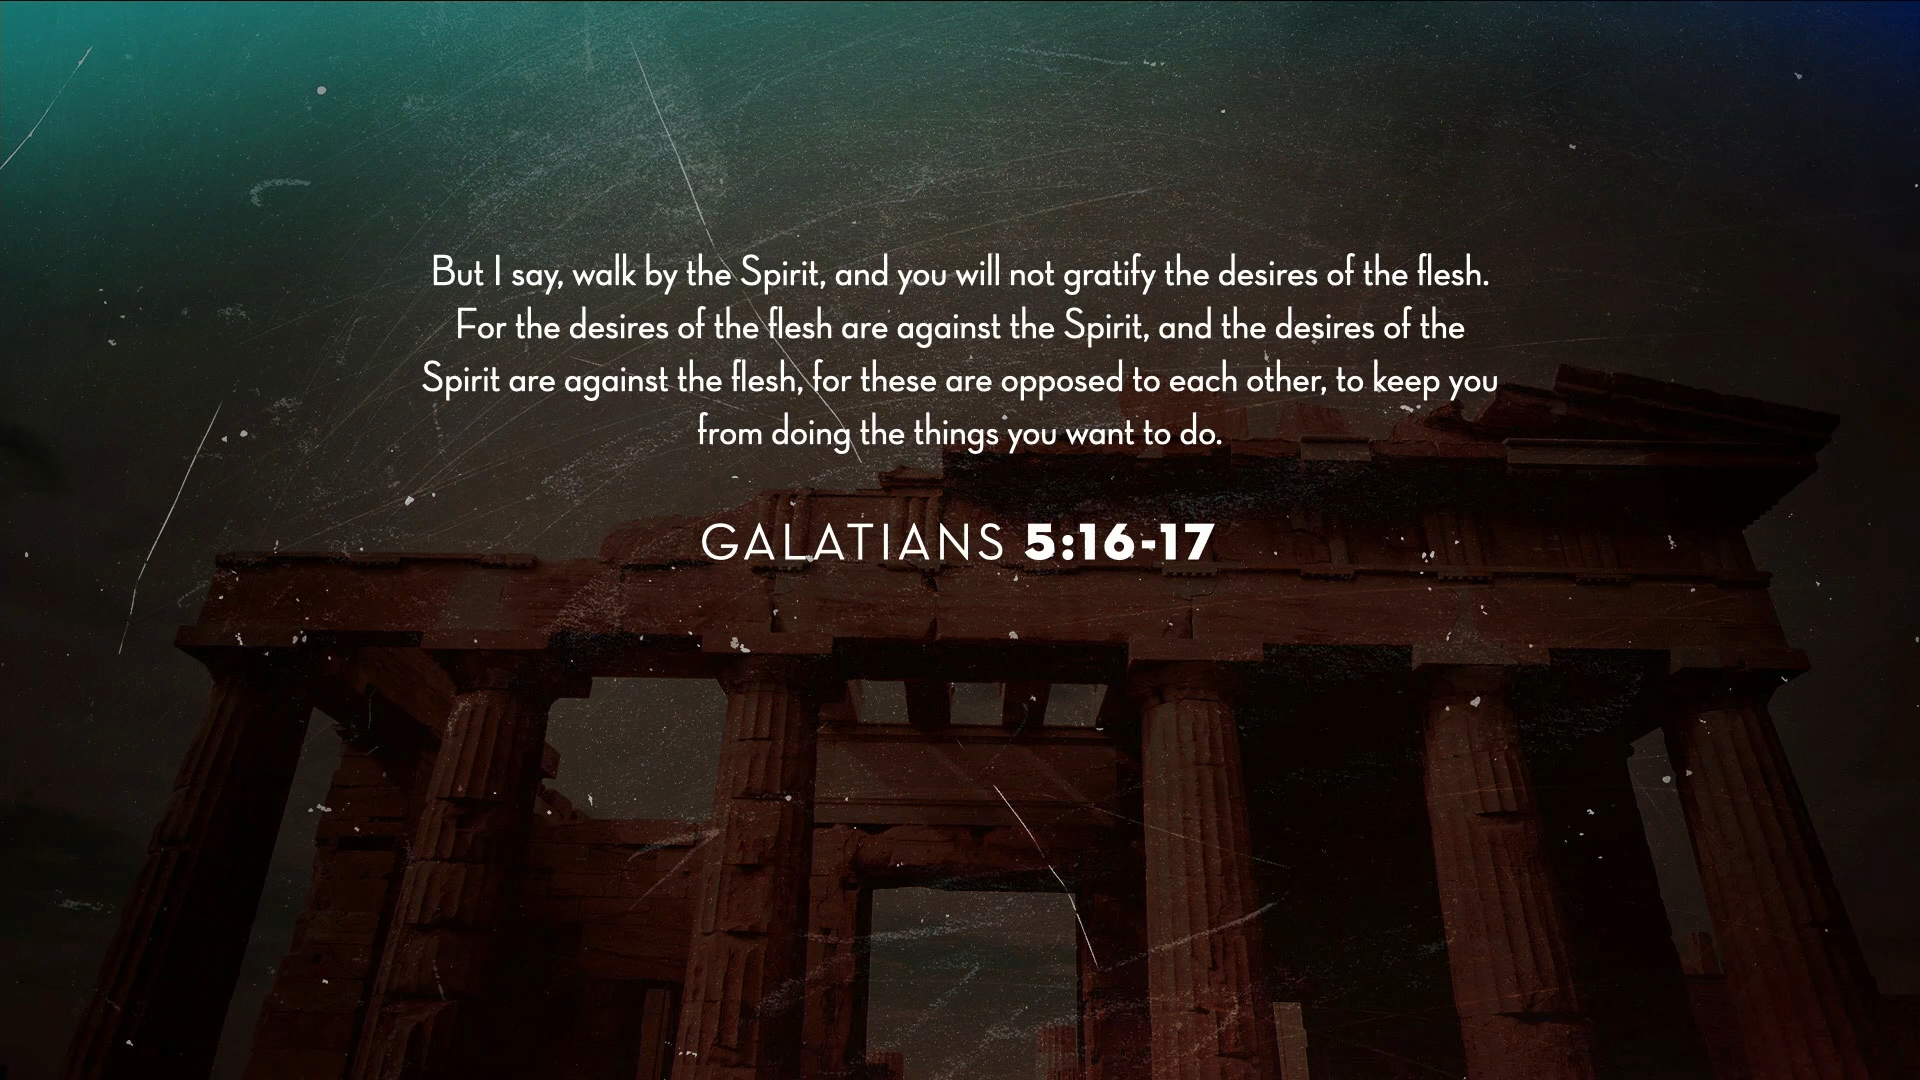 But I say, walk by the Spirit, and you will not gratify the desires of the flesh.
For the desires of the flesh are against the Spirit, and the desires of the
Spirit are against the flesh, for these are opposed to each other, to keep you
from doing the things you want to do.
GALATIANS 5:16-17